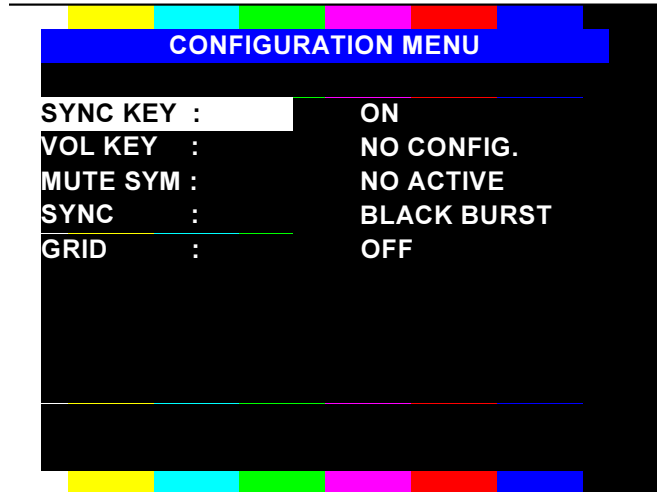 CONFIGURATION MENU
SYNC KEY : ON
VOL KEY : NO CONFIG.
MUTE SYM : NO ACTIVE
SYNC : BLACK BURST
GRID : OFF